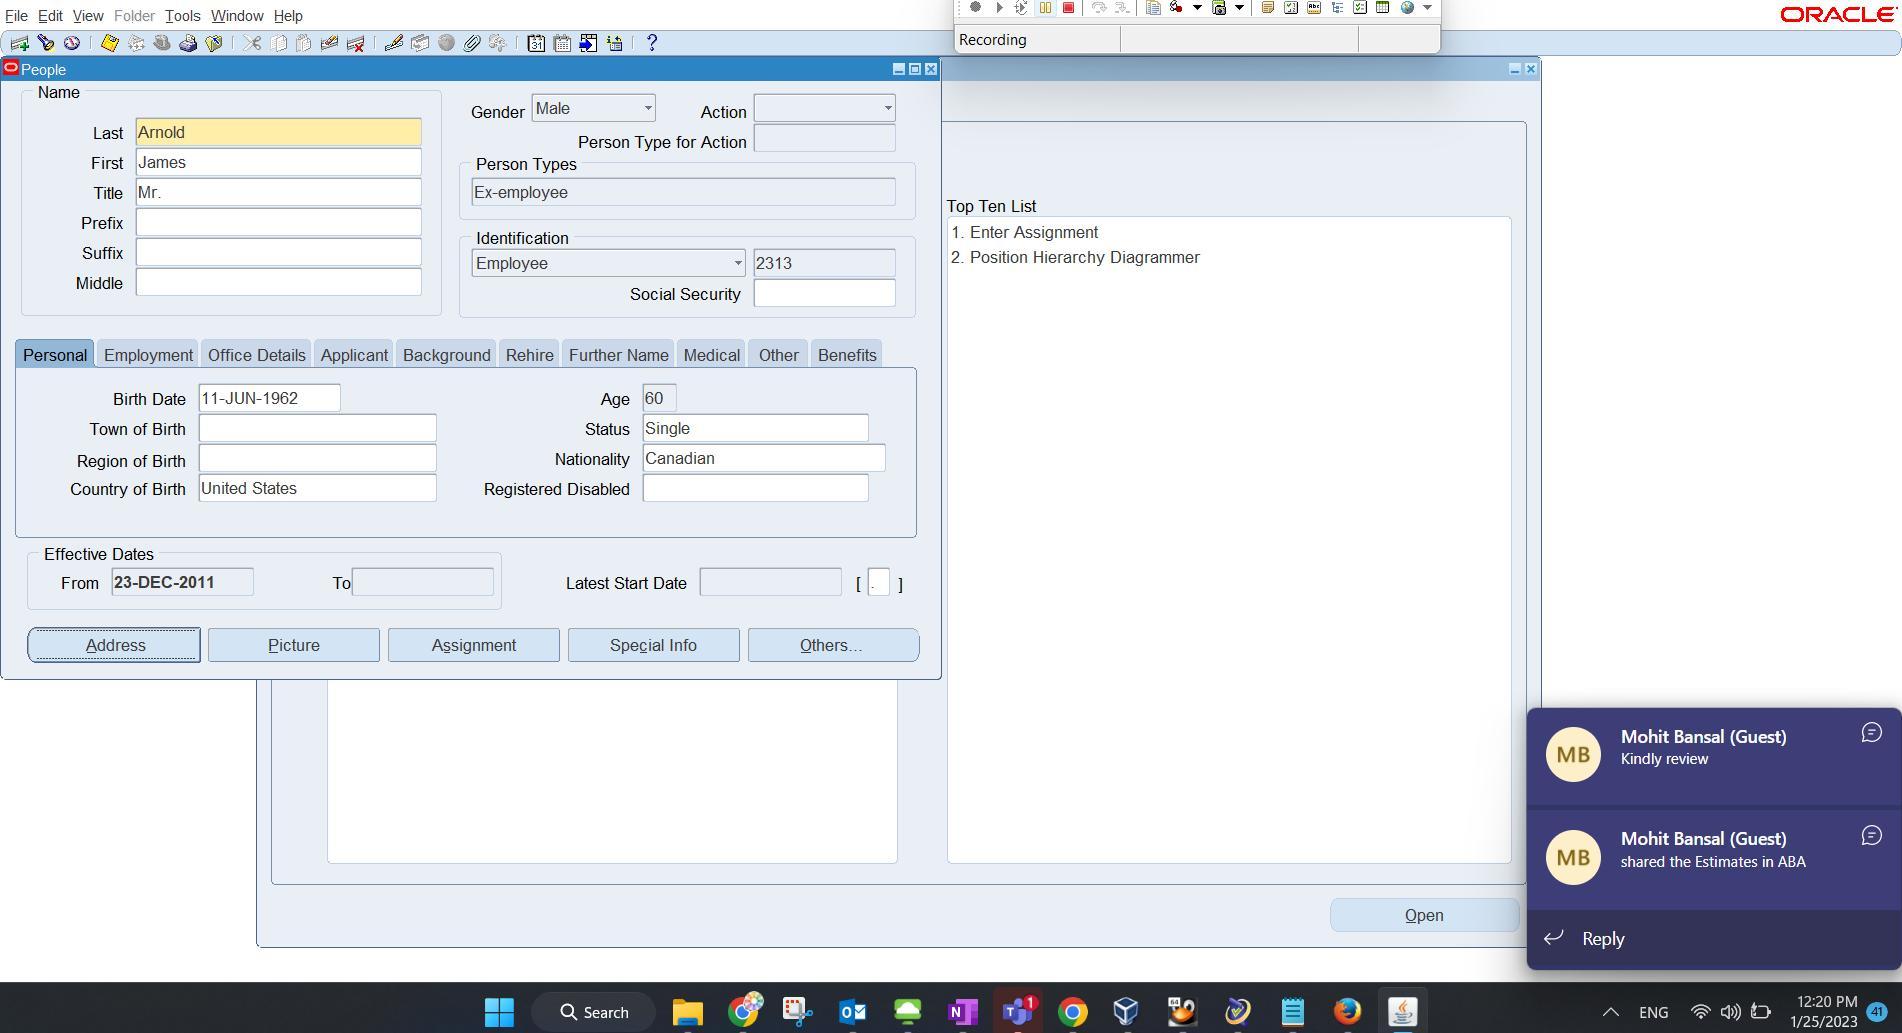 File Edit View Folder Tools Window Help
ORACLE
Recording
People
Name
Last Arnold
First James
Title Mr.
Prefix
Suffix
Middle
Gender Male Action
Person Type for Action
Person Types
Ex-employee
Identification
Employee 2313
Social Security
Top Ten List
1. Enter Assignment
2. Position Hierarchy Diagrammer
Personal Employment Office Details Applicant Background Rehire Further Name Medical Other Benefits
Birth Date 11-JUN-1962 Age 60
Town of Birth Status Single
Region of Birth Nationality Canadian
Country of Birth United States Registered Disabled
Effective Dates
From 23-DEC-2011 To Latest Start Date [ . ]
Address Picture Assignment Special Info Others...
Open
MB Mohit Bansal (Guest)
Kindly review
MB Mohit Bansal (Guest)
shared the Estimates in ABA
Reply
Search
1
ENG
12:20 PM
1/25/2023
41